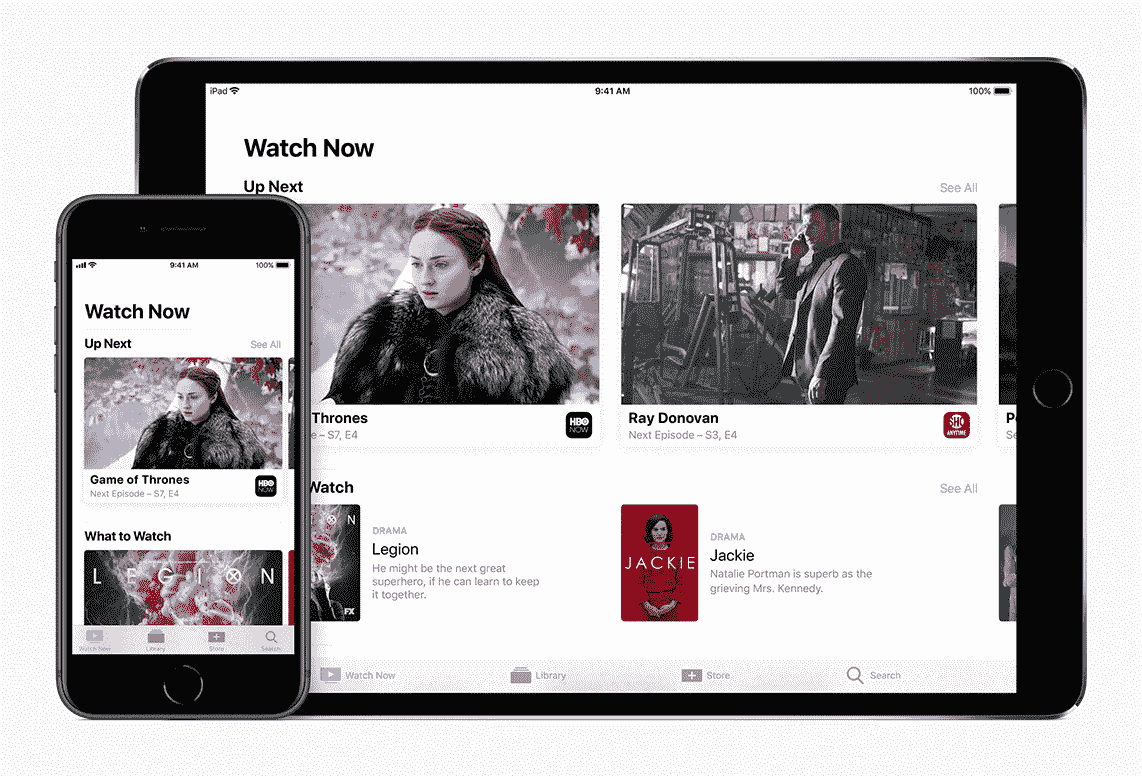 iPad
9:41 AM
100%
Watch Now
Up Next
See All
Thrones
e – S7, E4
HBO
NOW
Ray Donovan
Next Episode – S3, E4
SHO
ANYTIME
P
Se
Watch
See All
DRAMA
Legion
He might be the next great
superhero, if he can learn to keep
it together.
FX
JACKIE
DRAMA
Jackie
Natalie Portman is superb as the
grieving Mrs. Kennedy.
Watch Now
Library
Store
Search
9:41 AM
100%
Watch Now
Up Next
See All
Game of Thrones
Next Episode – S7, E4
HBO
NOW
What to Watch
LEGION
Watch Now
Library
Store
Search